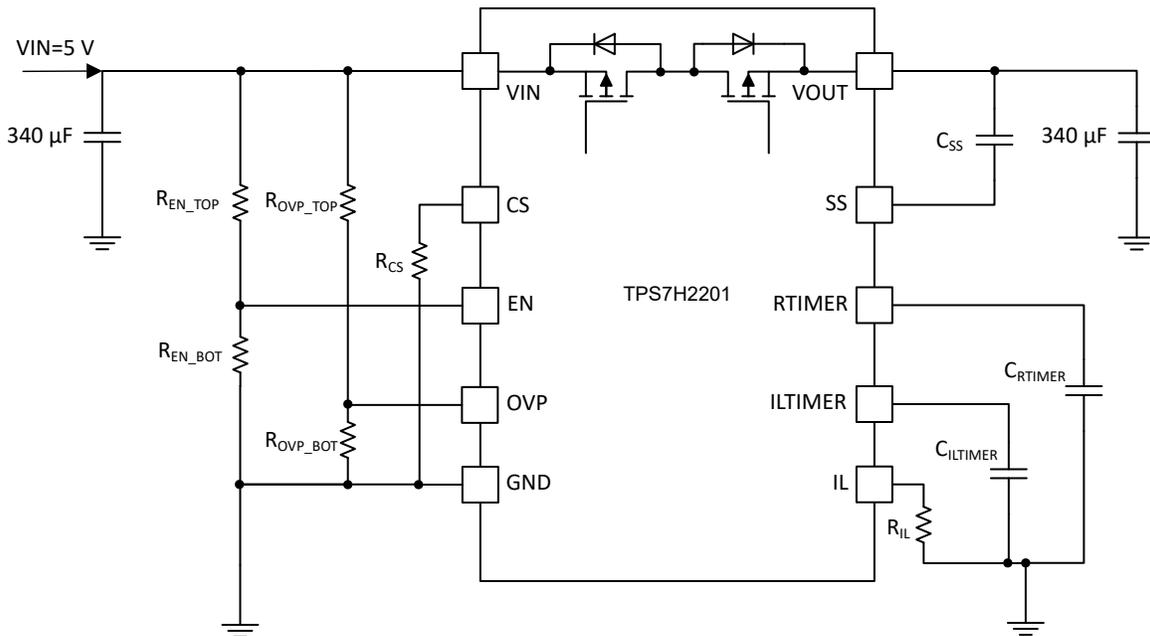 VIN=5 V
VIN
VOUT
340 µF
C_SS
340 µF
R_EN_TOP
R_OVP_TOP
CS
SS
R_CS
TPS7H2201
EN
RTIMER
R_EN_BOT
C_RTIMER
OVP
ILTIMER
R_OVP_BOT
C_ILTIMER
GND
IL
R_IL